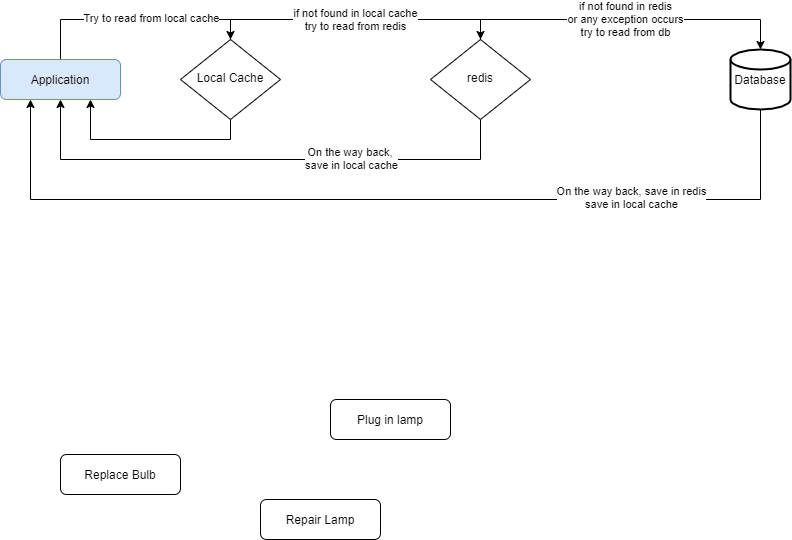 Try to read from local cache
if not found in local cache
try to read from redis
if not found in redis
or any exception occurs
try to read from db
Application
Local Cache
redis
Database
On the way back,
save in local cache
On the way back, save in redis
save in local cache
Plug in lamp
Replace Bulb
Repair Lamp